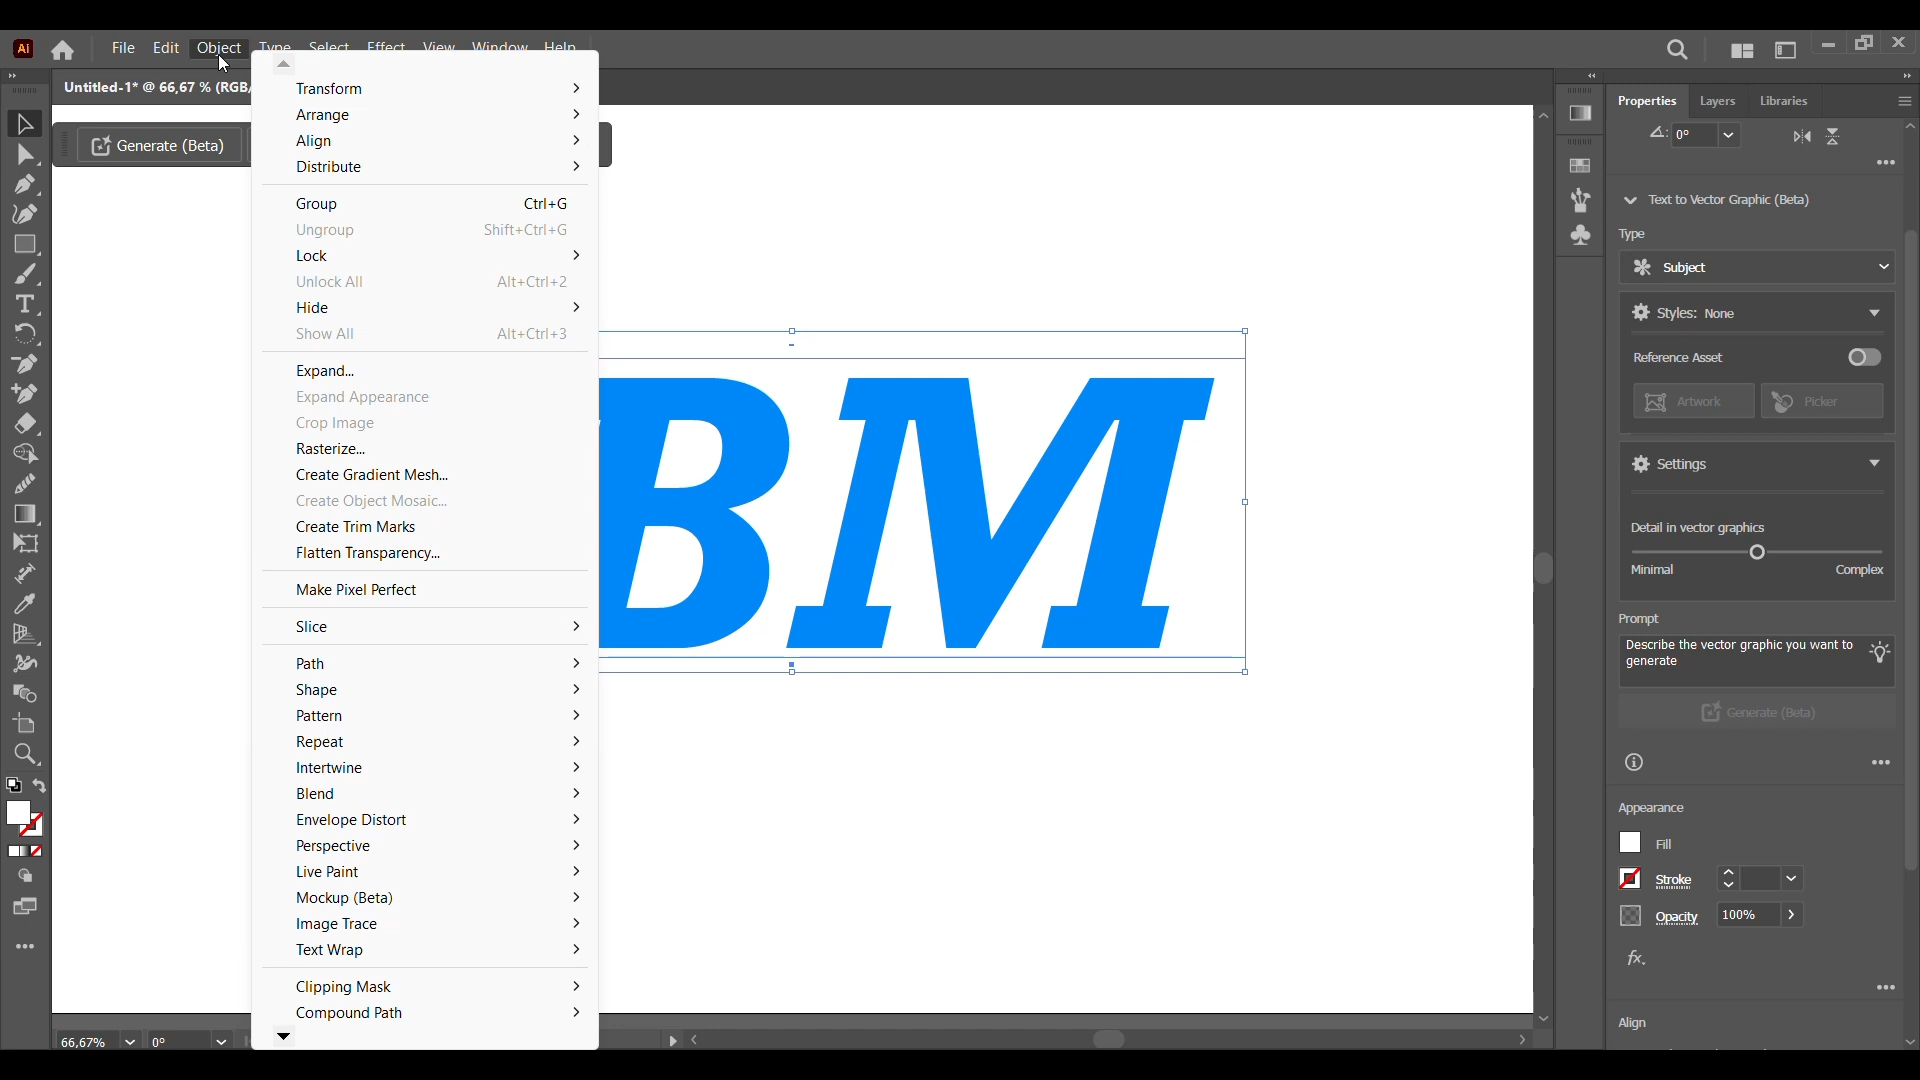 Ai
File Edit Object Type Select Effect View Window Help
Untitled-1* @ 66,67 % (RGB/
Generate (Beta)
Transform
Arrange
Align
Distribute
Group Ctrl+G
Ungroup Shift+Ctrl+G
Lock
Unlock All Alt+Ctrl+2
Hide
Show All Alt+Ctrl+3
Expand...
Expand Appearance
Crop Image
Rasterize...
Create Gradient Mesh...
Create Object Mosaic...
Create Trim Marks
Flatten Transparency...
Make Pixel Perfect
Slice
Path
Shape
Pattern
Repeat
Intertwine
Blend
Envelope Distort
Perspective
Live Paint
Mockup (Beta)
Image Trace
Text Wrap
Clipping Mask
Compound Path
BM
66,67% 0°
Properties Layers Libraries
0°
Text to Vector Graphic (Beta)
Type
Subject
Styles: None
Reference Asset
Artwork Picker
Settings
Detail in vector graphics
Minimal Complex
Prompt
Describe the vector graphic you want to
generate
Generate (Beta)
Appearance
Fill
Stroke
Opacity 100%
fx.
Align